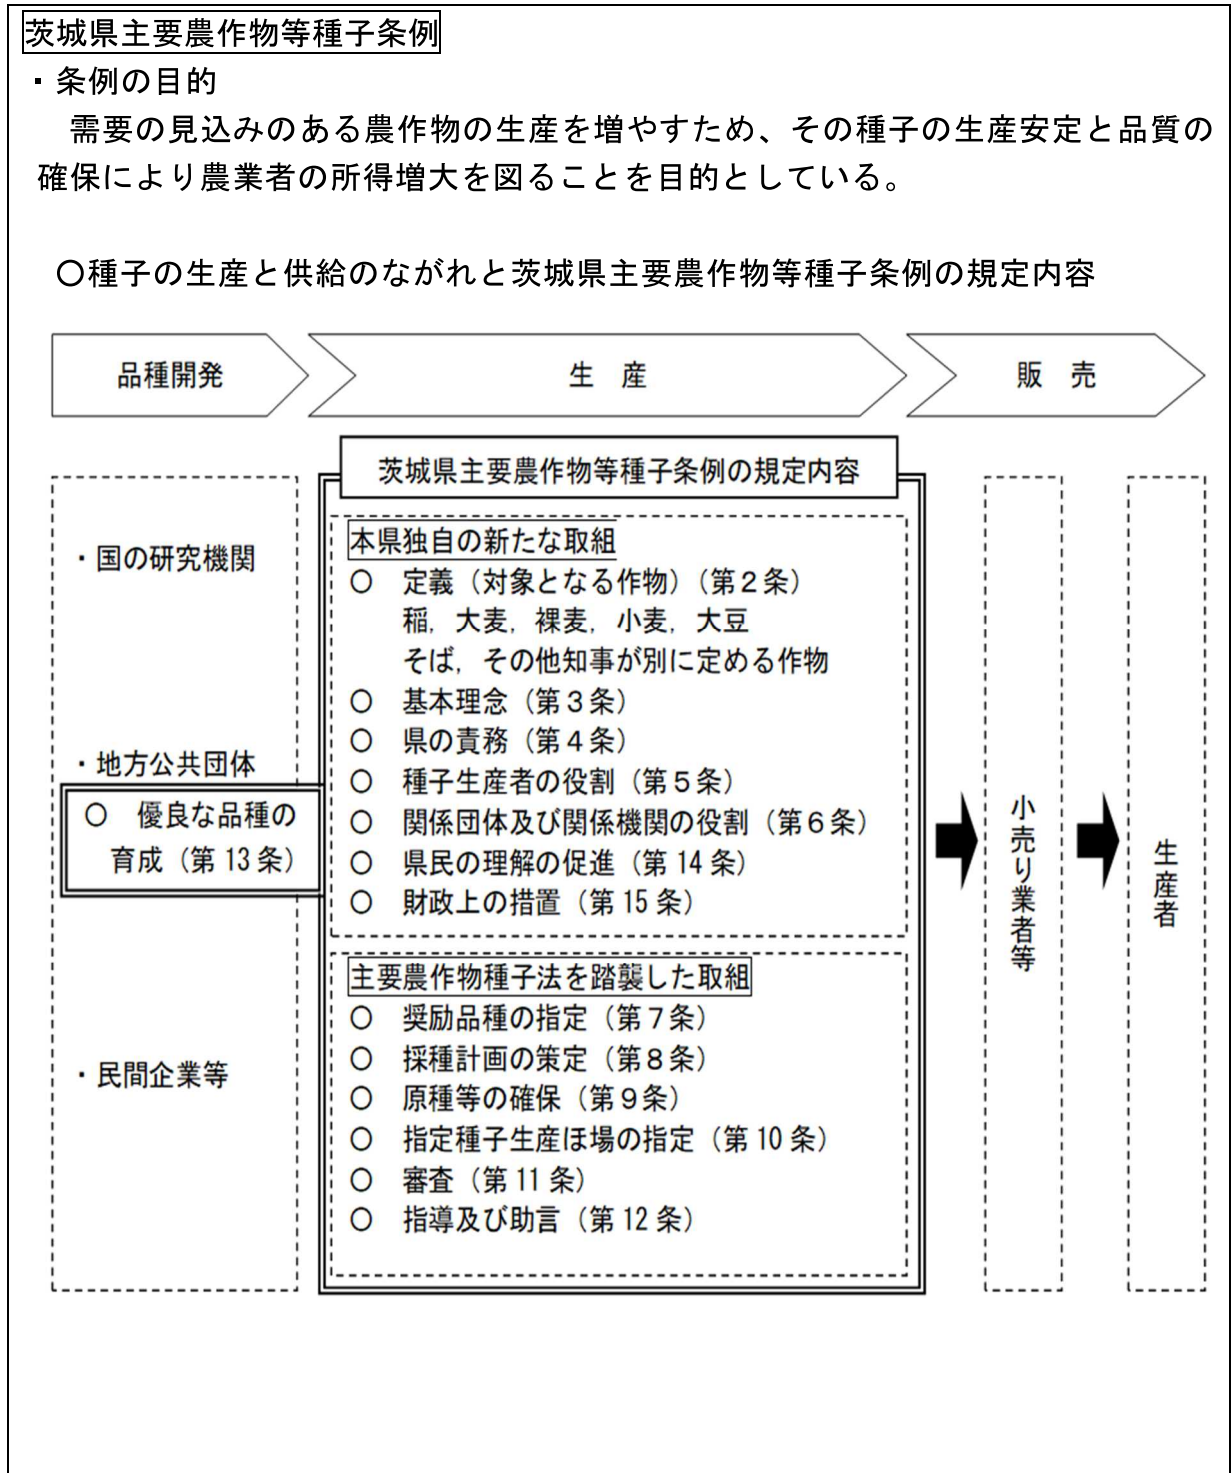 茨城県主要農作物等種子条例
・条例の目的
需要の見込みのある農作物の生産を増やすため、その種子の生産安定と品質の
確保により農業者の所得増大を図ることを目的としている。
〇種子の生産と供給のながれと茨城県主要農作物等種子条例の規定内容
品種開発
生 産
販 売
・国の研究機関
・地方公共団体
〇 優良な品種の
育成（第 13 条）
・民間企業等
茨城県主要農作物等種子条例の規定内容
本県独自の新たな取組
〇 定義（対象となる作物）（第２条）
稲，大麦，裸麦，小麦，大豆
そば，その他知事が別に定める作物
〇 基本理念（第３条）
〇 県の責務（第４条）
〇 種子生産者の役割（第５条）
〇 関係団体及び関係機関の役割（第６条）
〇 県民の理解の促進（第 14 条）
〇 財政上の措置（第 15 条）
主要農作物種子法を踏襲した取組
〇 奨励品種の指定（第７条）
〇 採種計画の策定（第８条）
〇 原種等の確保（第９条）
〇 指定種子生産ほ場の指定（第 10 条）
〇 審査（第 11 条）
〇 指導及び助言（第 12 条）
小売り業者等
生産者